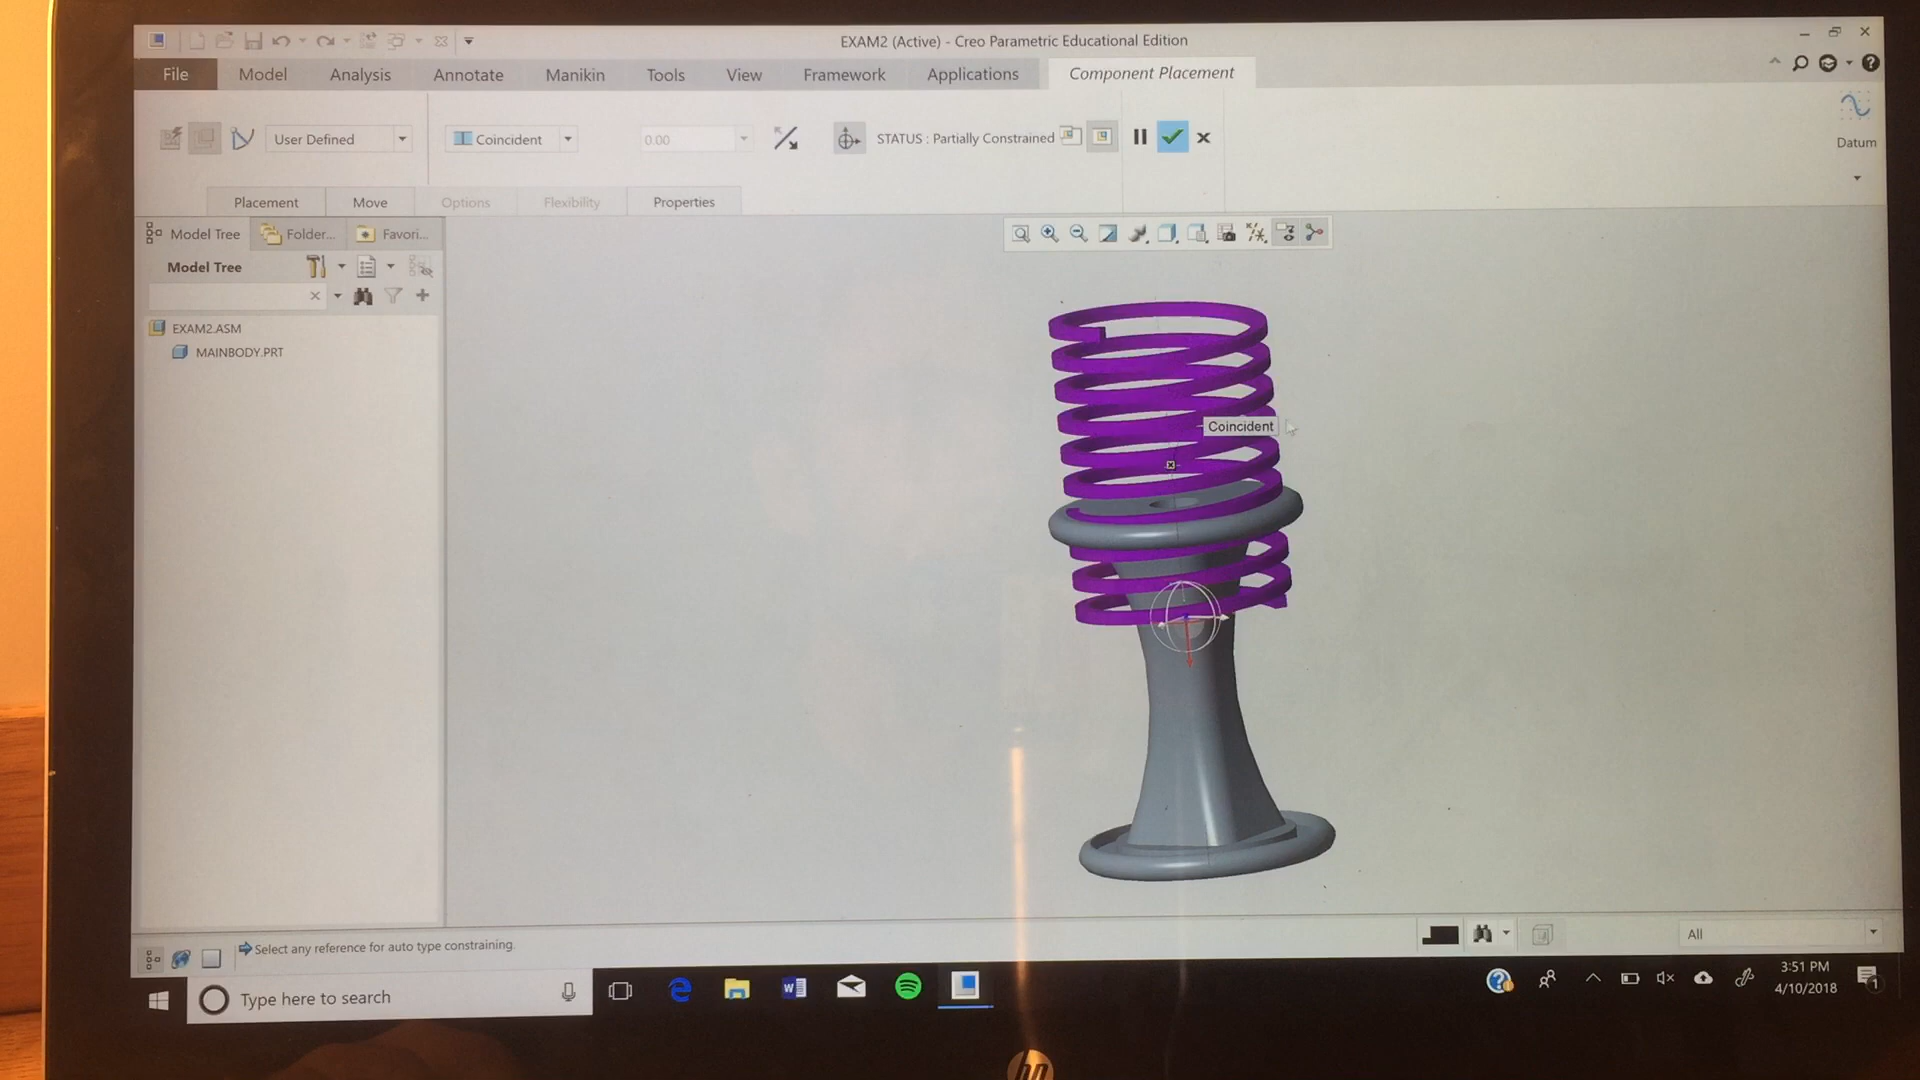 EXAM2 (Active) - Creo Parametric Educational Edition
File Model Analysis Annotate Manikin Tools View Framework Applications Component Placement
User Defined Coincident 0.00 STATUS : Partially Constrained
Datum
Placement Move Options Flexibility Properties
Model Tree Folder... Favori...
Model Tree
EXAM2.ASM
MAINBODY.PRT
Coincident
Select any reference for auto type constraining.
All
Type here to search
3:51 PM
4/10/2018
1
hp